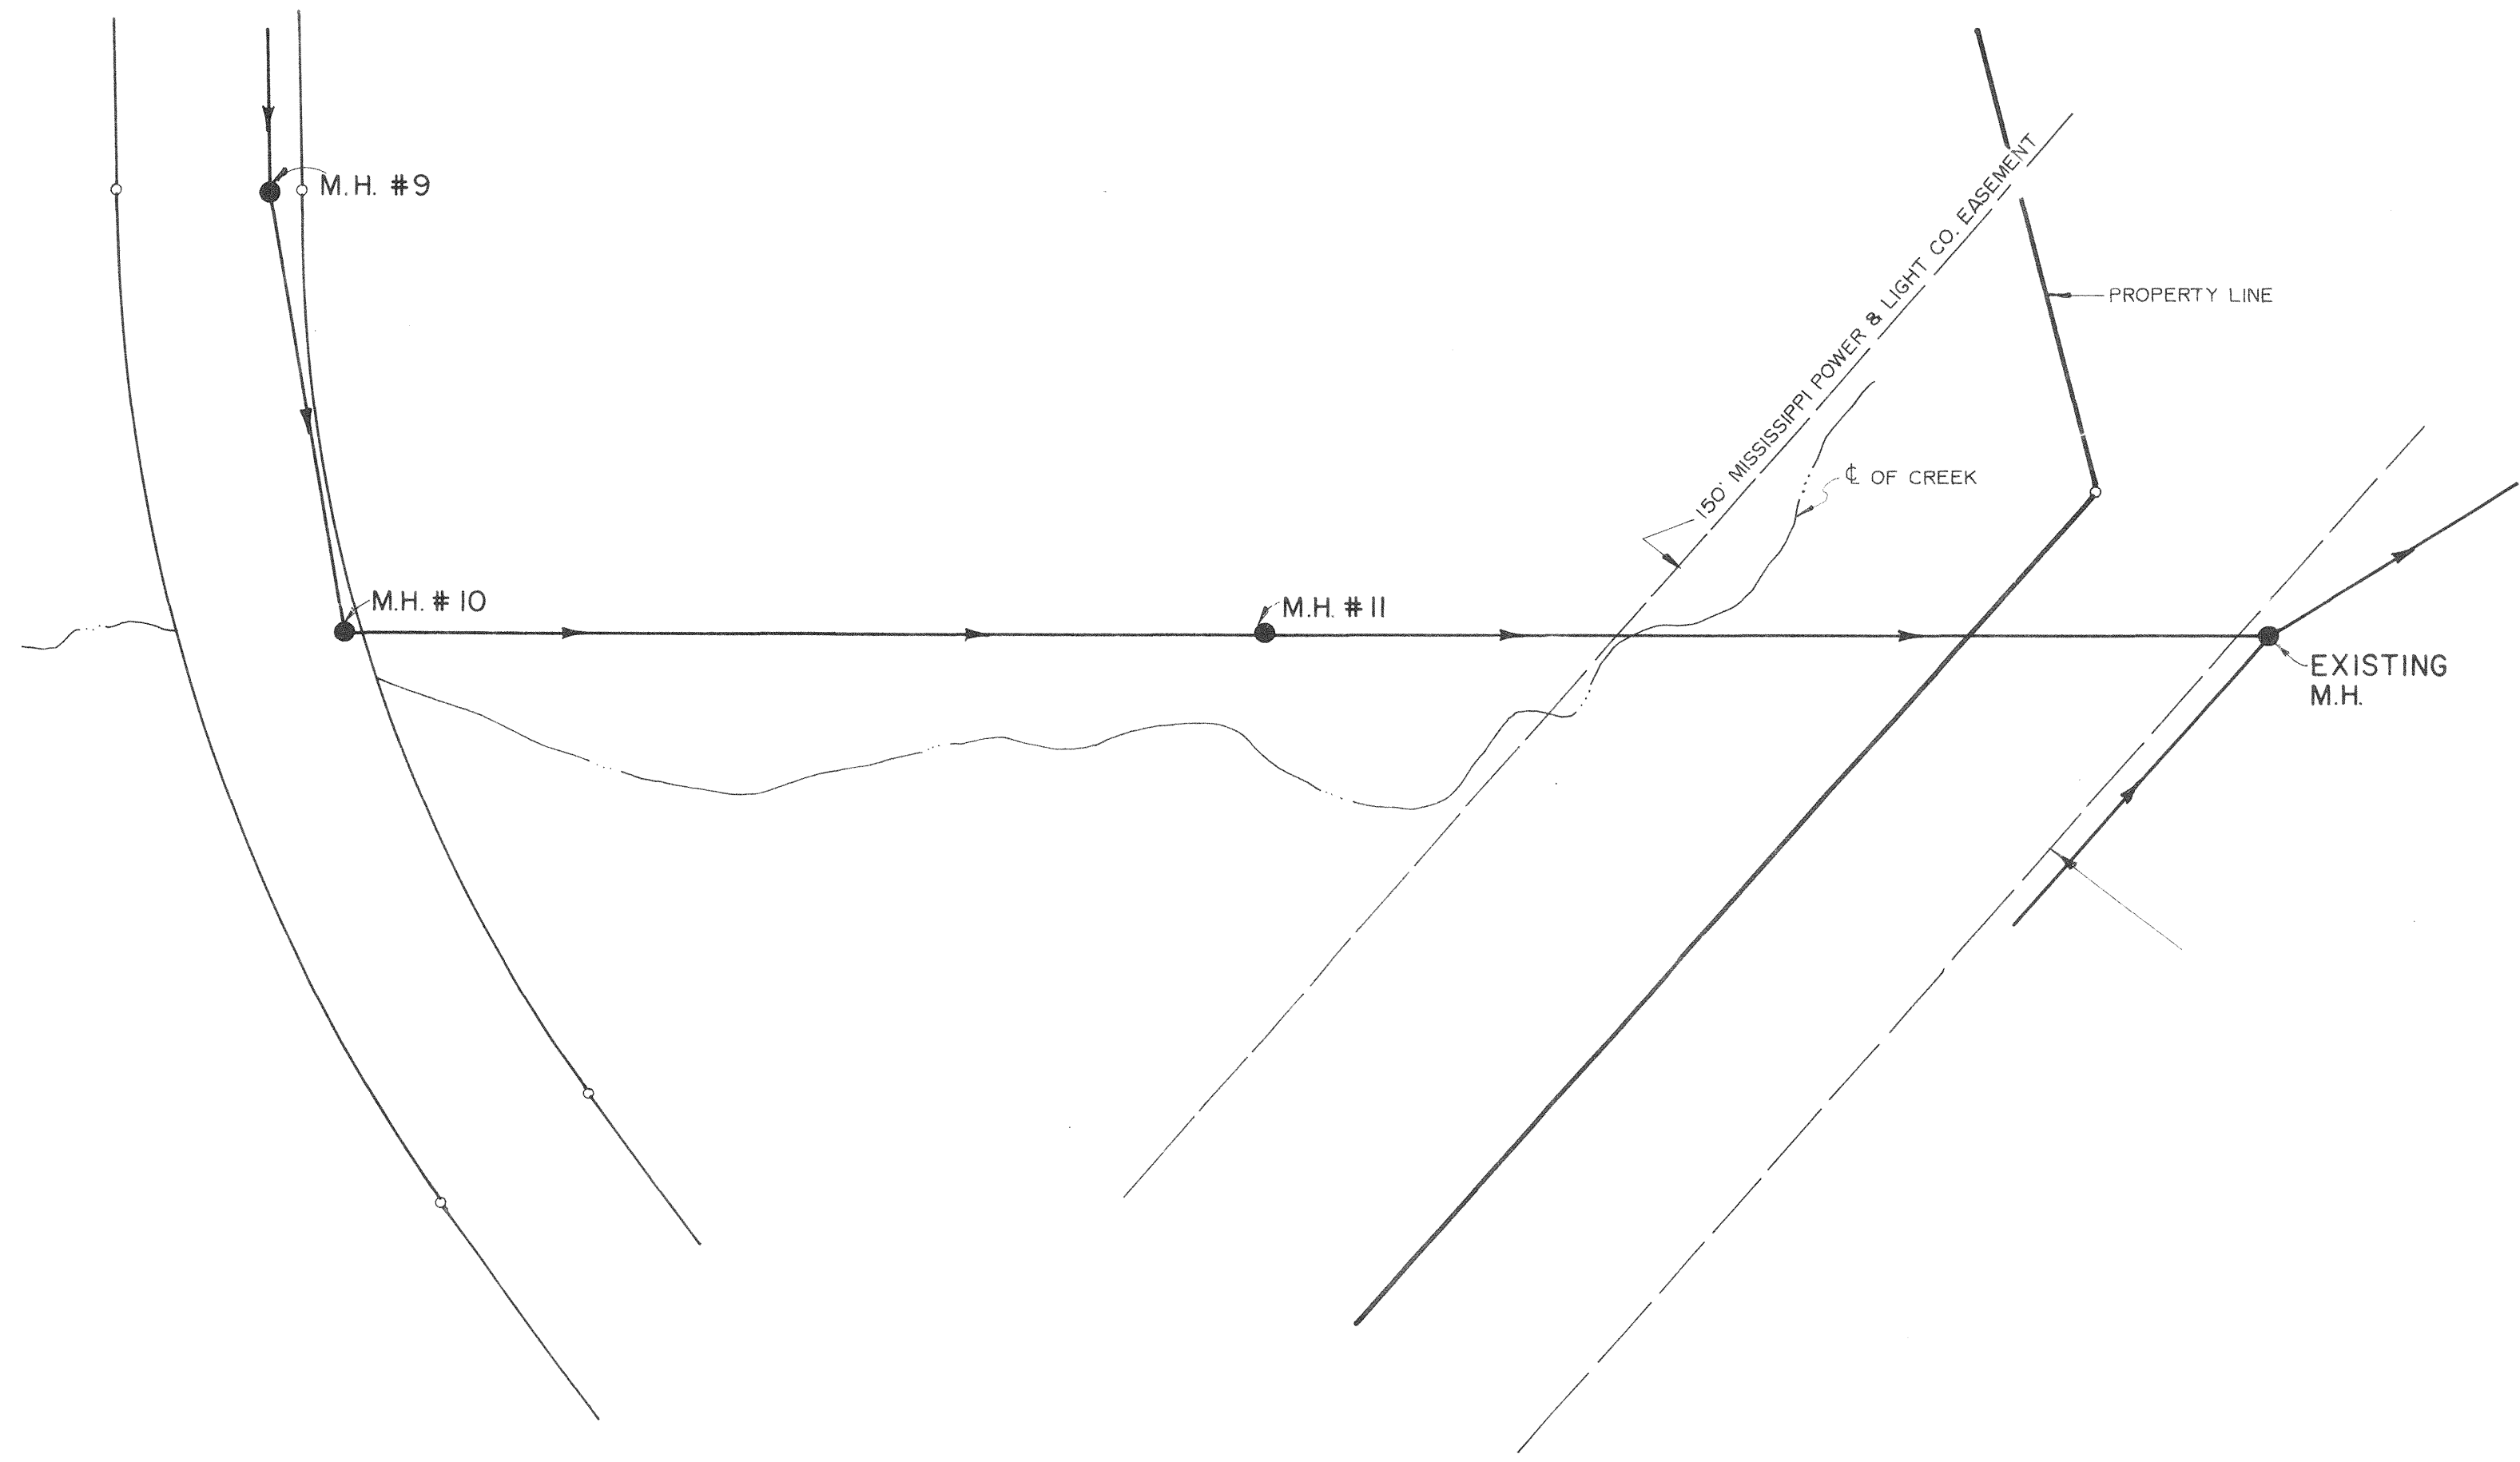 M.H. #9
150' MISSISSIPPI POWER & LIGHT CO. EASEMENT
PROPERTY LINE
℄ OF CREEK
M.H. #10
M.H. #11
EXISTING
M.H.